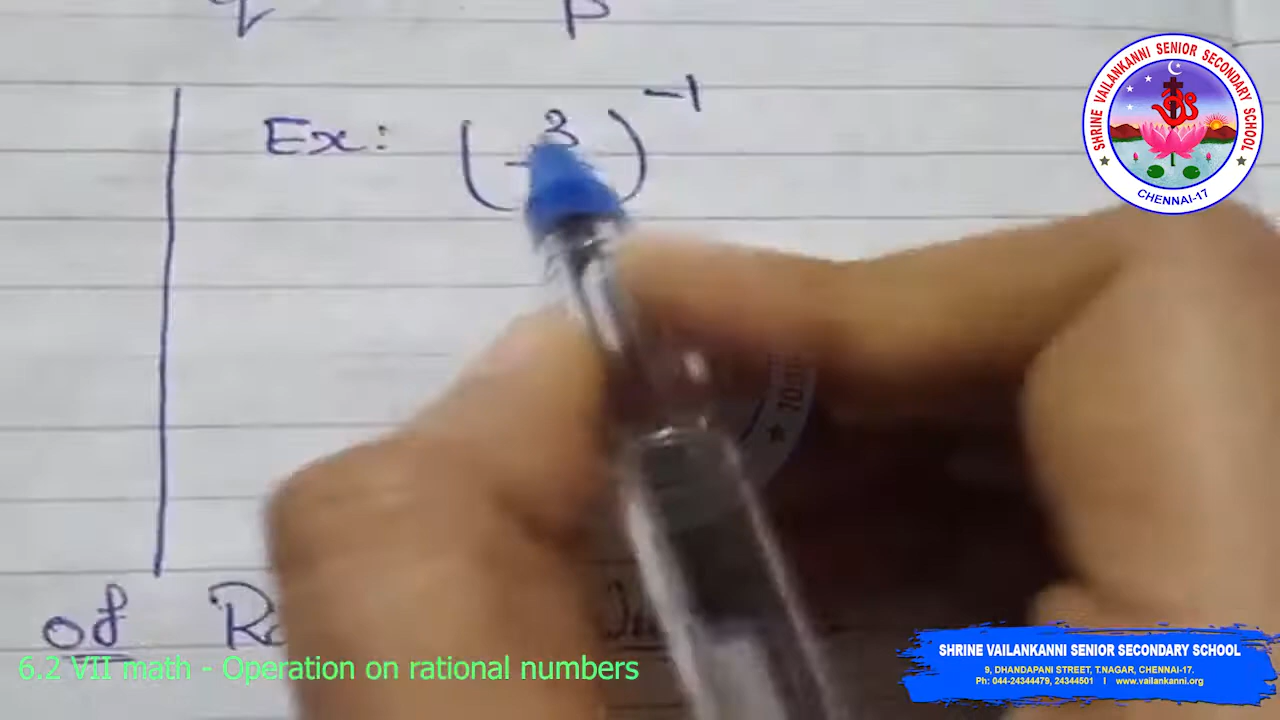 q p
Ex: (3)⁻¹
of
6.2 VII math - Operation on rational numbers
SHRINE VAILANKANNI SENIOR SECONDARY SCHOOL
CHENNAI-17
SHRINE VAILANKANNI SENIOR SECONDARY SCHOOL
9, DHANDAPANI STREET, T.NAGAR, CHENNAI-17.
Ph: 044-24344479, 24344501 I www.vailankanni.org